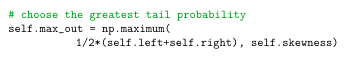 # choose the greatest tail probability
self.max_out = np.maximum(
1/2*(self.left+self.right), self.skewness)